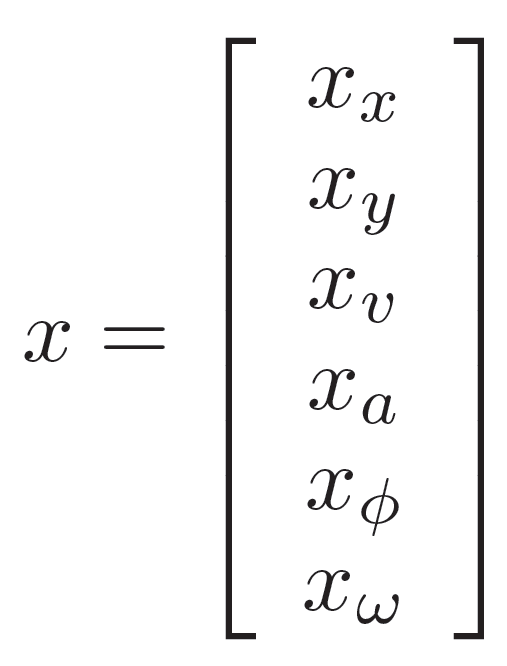 x = [
x_x
x_y
x_v
x_a
x_ϕ
x_ω
]